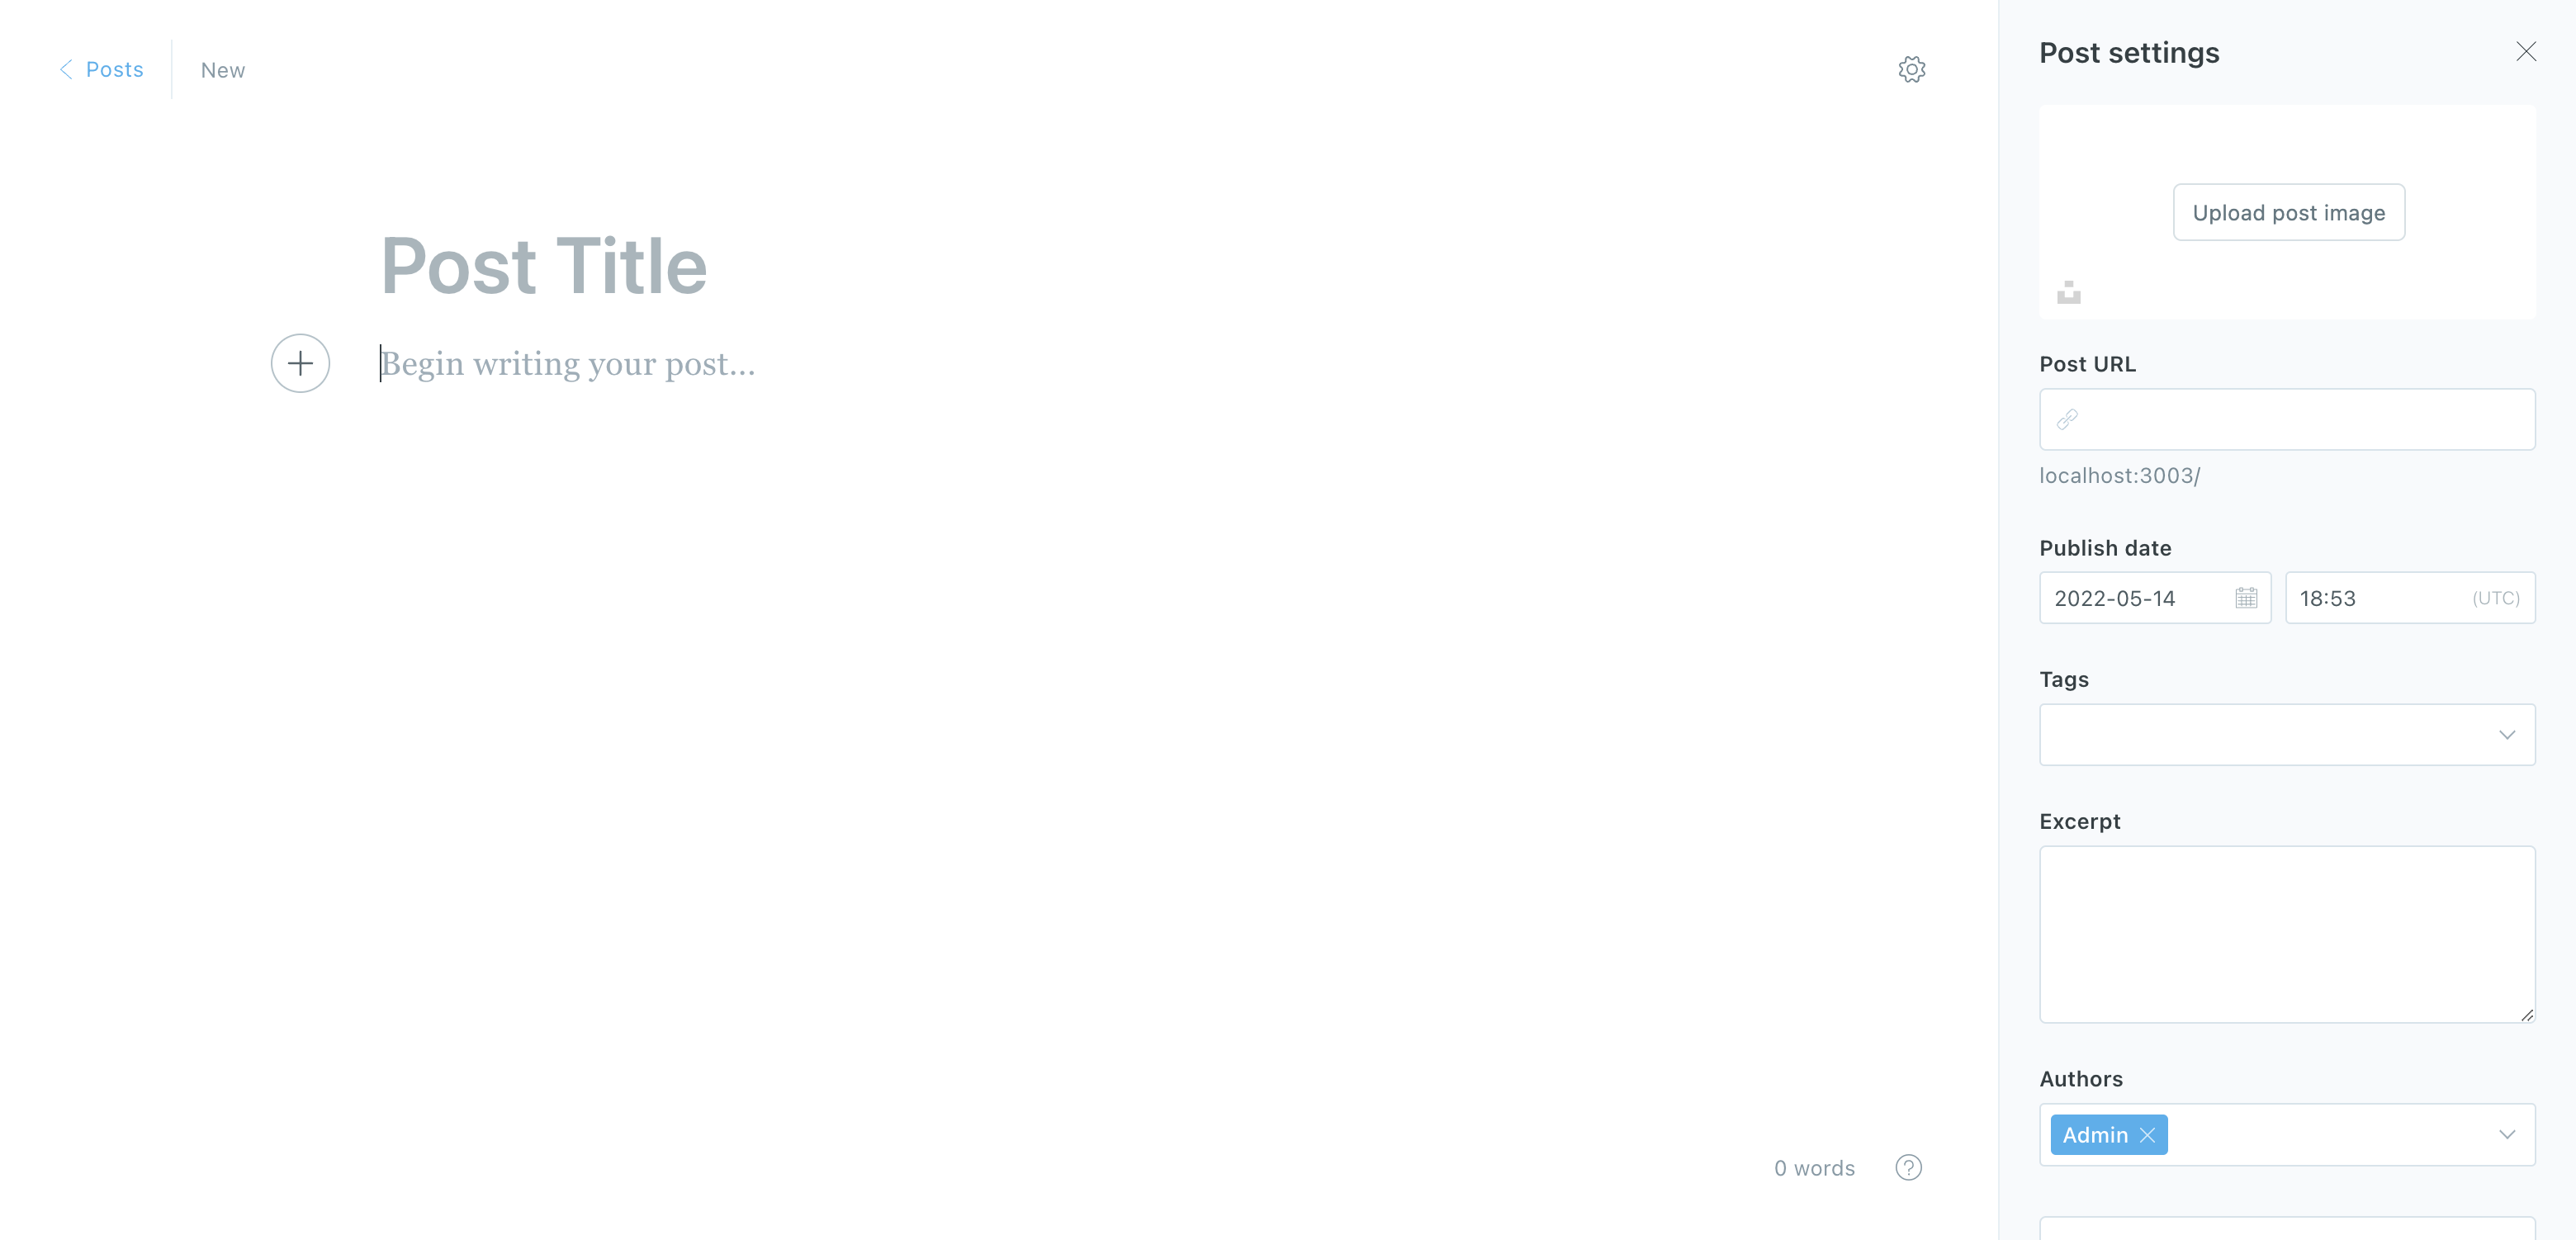 Posts
New
Post Title
Begin writing your post...
0 words
?
Post settings
Upload post image
Post URL
localhost:3003/
Publish date
2022-05-14
18:53 (UTC)
Tags
Excerpt
Authors
Admin